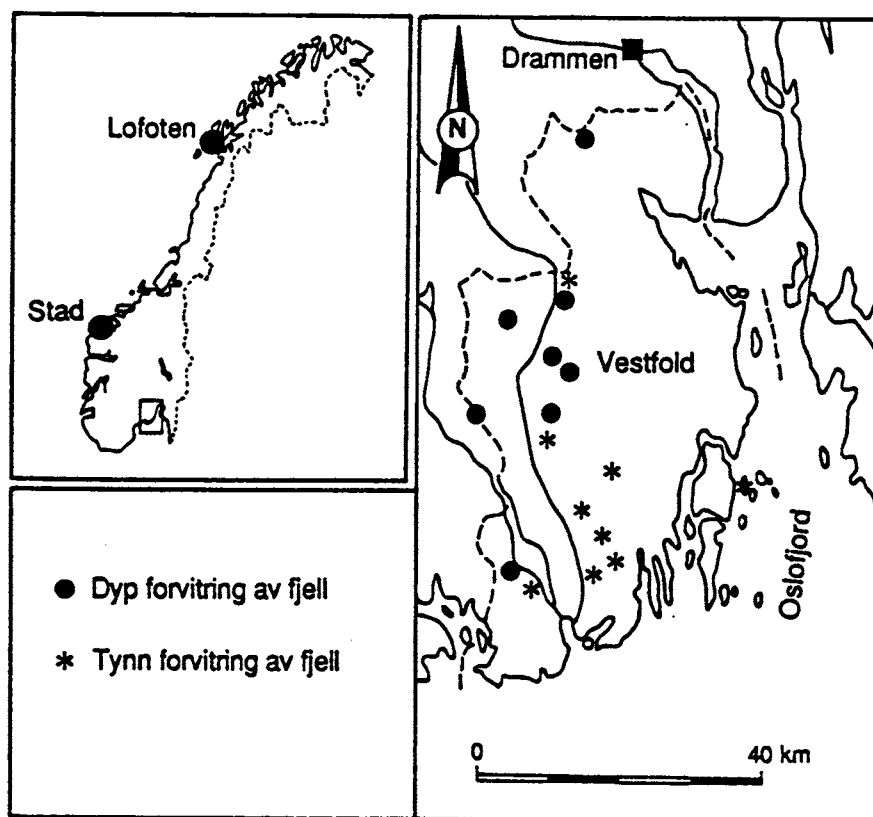 Lofoten
Stad
Dyp forvitring av fjell
Tynn forvitring av fjell
Drammen
N
Vestfold
Oslofjord
0 40 km